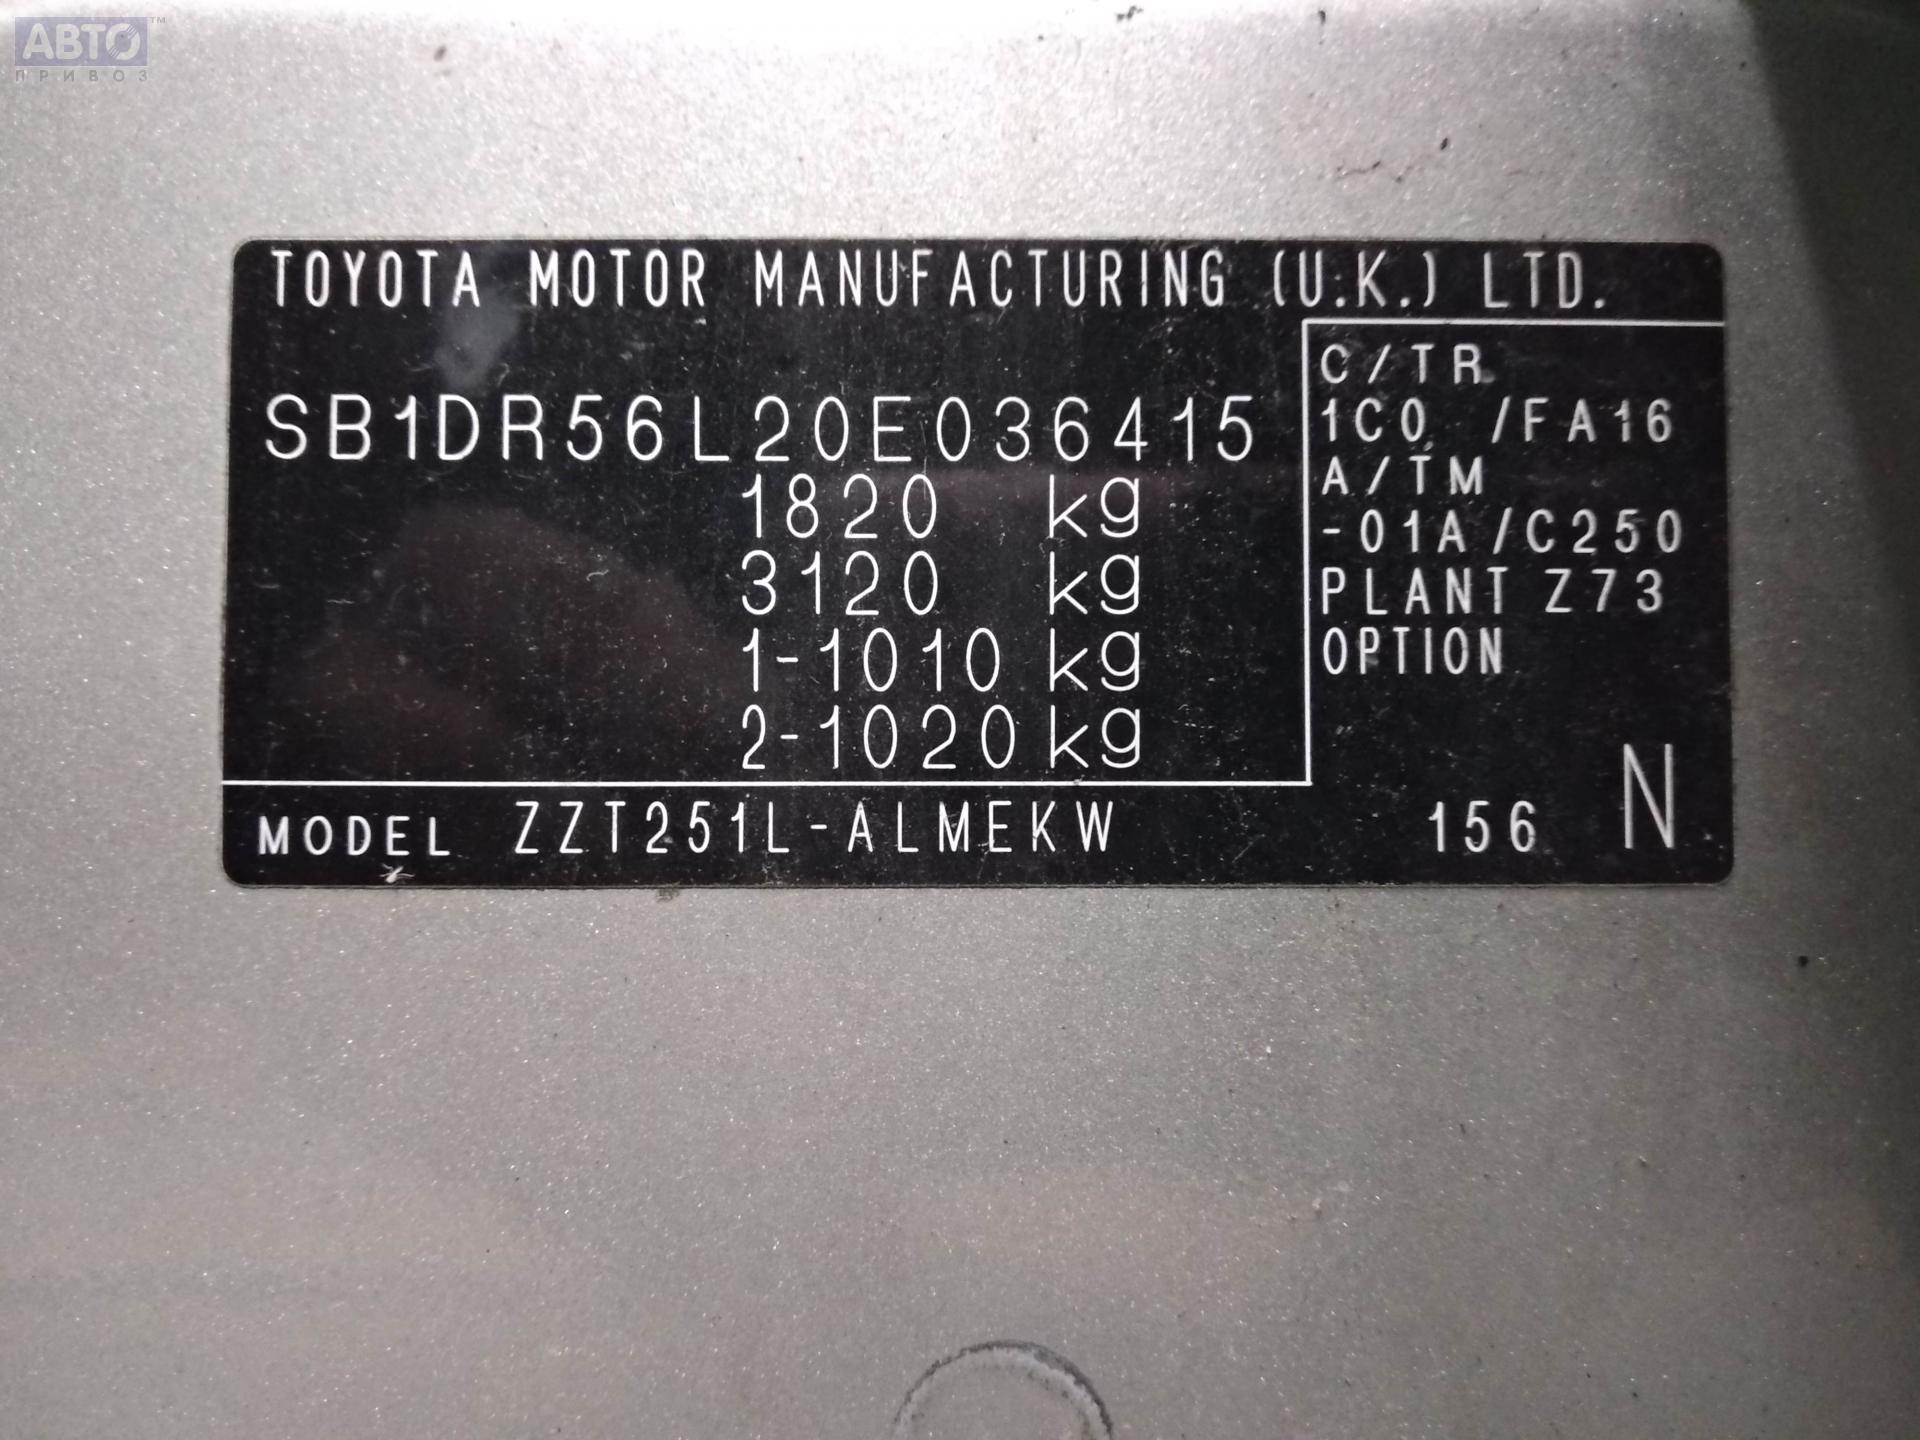 АВТО™
ПРИВОЗ
TOYOTA MOTOR MANUFACTURING (U.K.) LTD.
SB1DR56L20E036415
1820 kg
3120 kg
1-1010 kg
2-1020 kg
C/TR
1C0 /FA16
A/TM
-01A/C250
PLANT Z73
OPTION
MODEL ZZT251L-ALMEKW 156 N